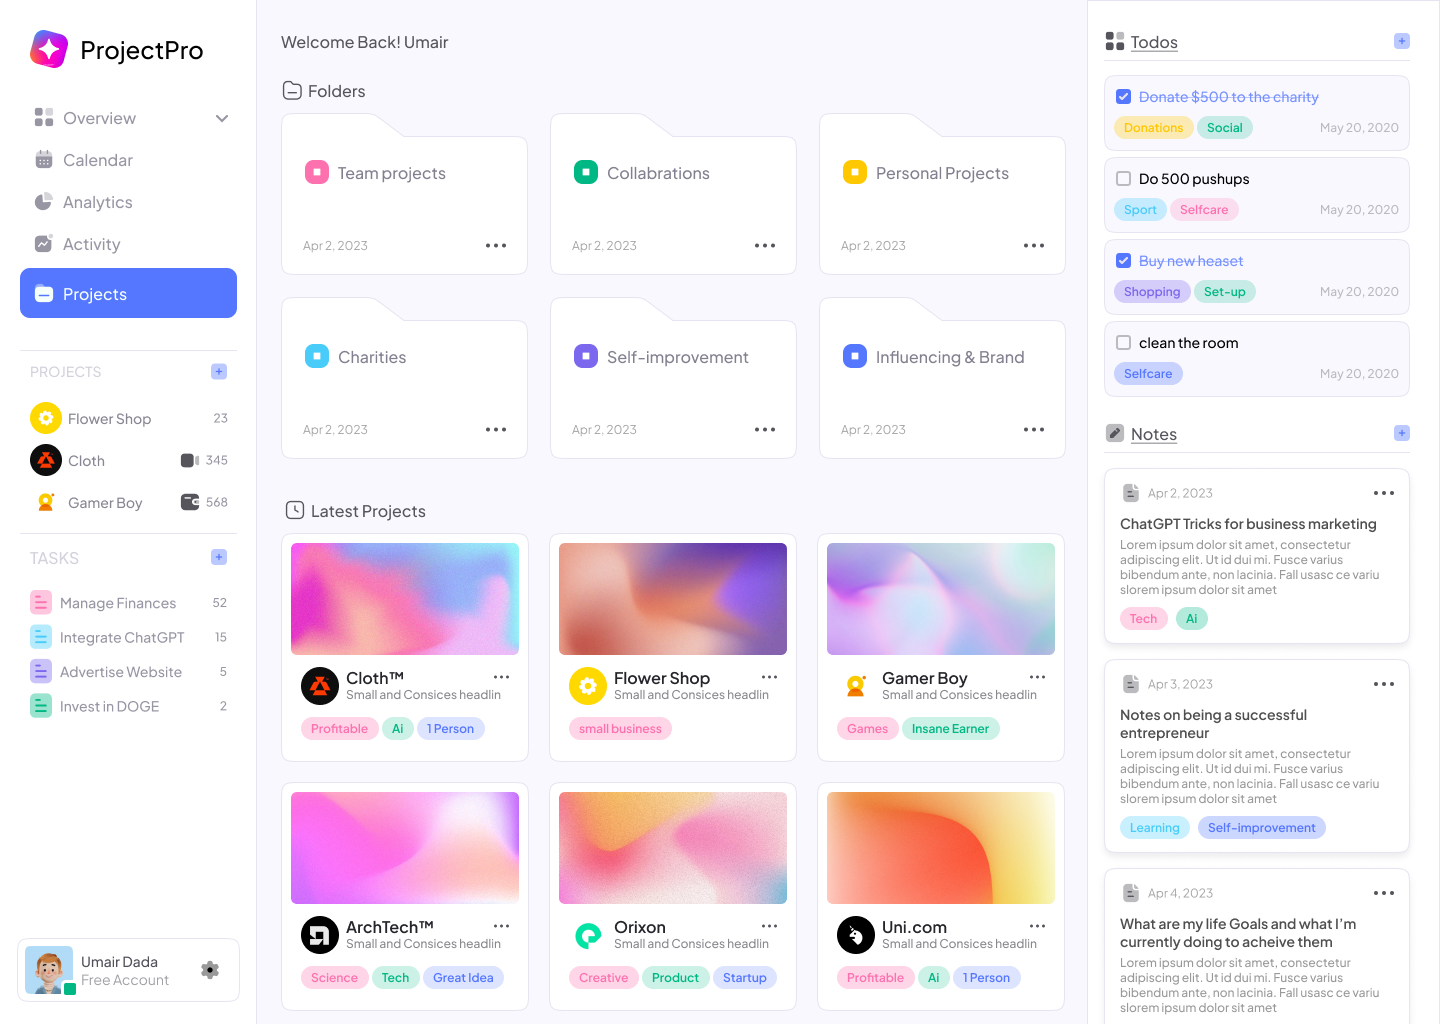 ProjectPro
Overview
Calendar
Analytics
Activity
Projects
PROJECTS
Flower Shop 23
Cloth 345
Gamer Boy 568
TASKS
Manage Finances 52
Integrate ChatGPT 15
Advertise Website 5
Invest in DOGE 2
Umair Dada
Free Account
Welcome Back! Umair
Folders
Team projects
Apr 2, 2023
Collabrations
Apr 2, 2023
Personal Projects
Apr 2, 2023
Charities
Apr 2, 2023
Self-improvement
Apr 2, 2023
Influencing & Brand
Apr 2, 2023
Latest Projects
Cloth™
Small and Consices headlin
Profitable Ai 1 Person
Flower Shop
Small and Consices headlin
small business
Gamer Boy
Small and Consices headlin
Games Insane Earner
ArchTech™
Small and Consices headlin
Science Tech Great Idea
Orixon
Small and Consices headlin
Creative Product Startup
Uni.com
Small and Consices headlin
Profitable Ai 1 Person
Todos
Donate $500 to the charity
Donations Social May 20, 2020
Do 500 pushups
Sport Selfcare May 20, 2020
Buy new heaset
Shopping Set-up May 20, 2020
clean the room
Selfcare May 20, 2020
Notes
Apr 2, 2023
ChatGPT Tricks for business marketing
Lorem ipsum dolor sit amet, consectetur
adipiscing elit. Ut id dui mi. Fusce varius
bibendum ante, non lacinia. Fall usasc ce variu
slorem ipsum dolor sit amet
Tech Ai
Apr 3, 2023
Notes on being a successful
entrepreneur
Lorem ipsum dolor sit amet, consectetur
adipiscing elit. Ut id dui mi. Fusce varius
bibendum ante, non lacinia. Fall usasc ce variu
slorem ipsum dolor sit amet
Learning Self-improvement
Apr 4, 2023
What are my life Goals and what I’m
currently doing to acheive them
Lorem ipsum dolor sit amet, consectetur
adipiscing elit. Ut id dui mi. Fusce varius
bibendum ante, non lacinia. Fall usasc ce variu
slorem ipsum dolor sit amet